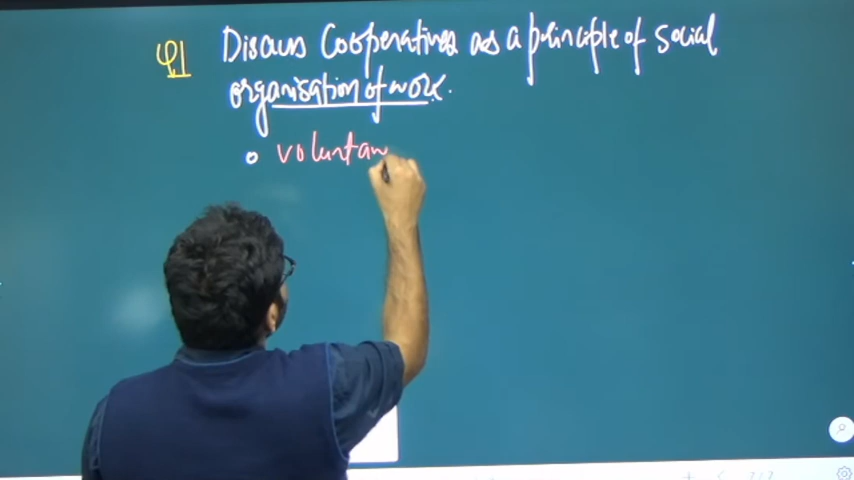 Q1 Discuss Cooperatives as a principle of social
organisation of work.
o voluntar